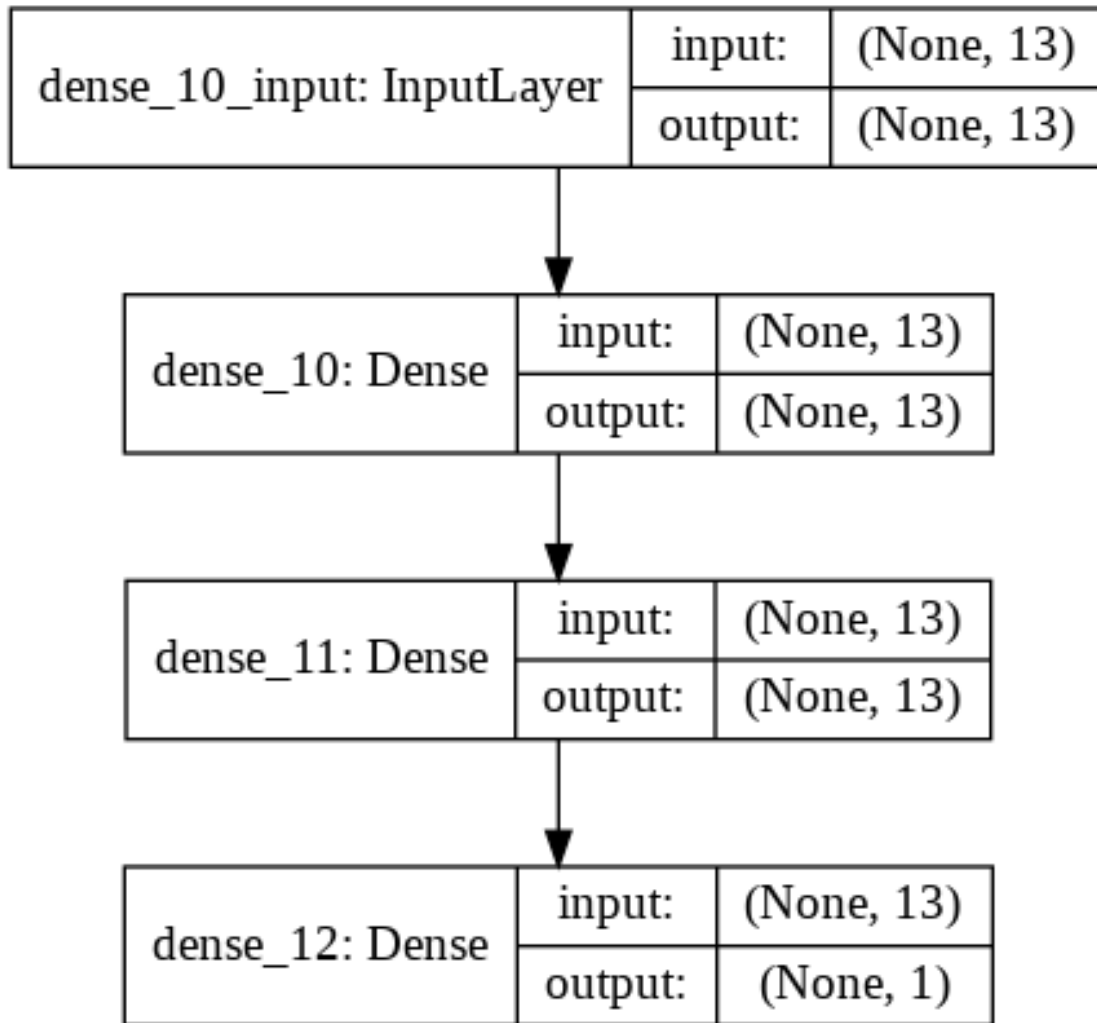 dense_10_input: InputLayer
input: (None, 13)
output: (None, 13)
dense_10: Dense
input: (None, 13)
output: (None, 13)
dense_11: Dense
input: (None, 13)
output: (None, 13)
dense_12: Dense
input: (None, 13)
output: (None, 1)